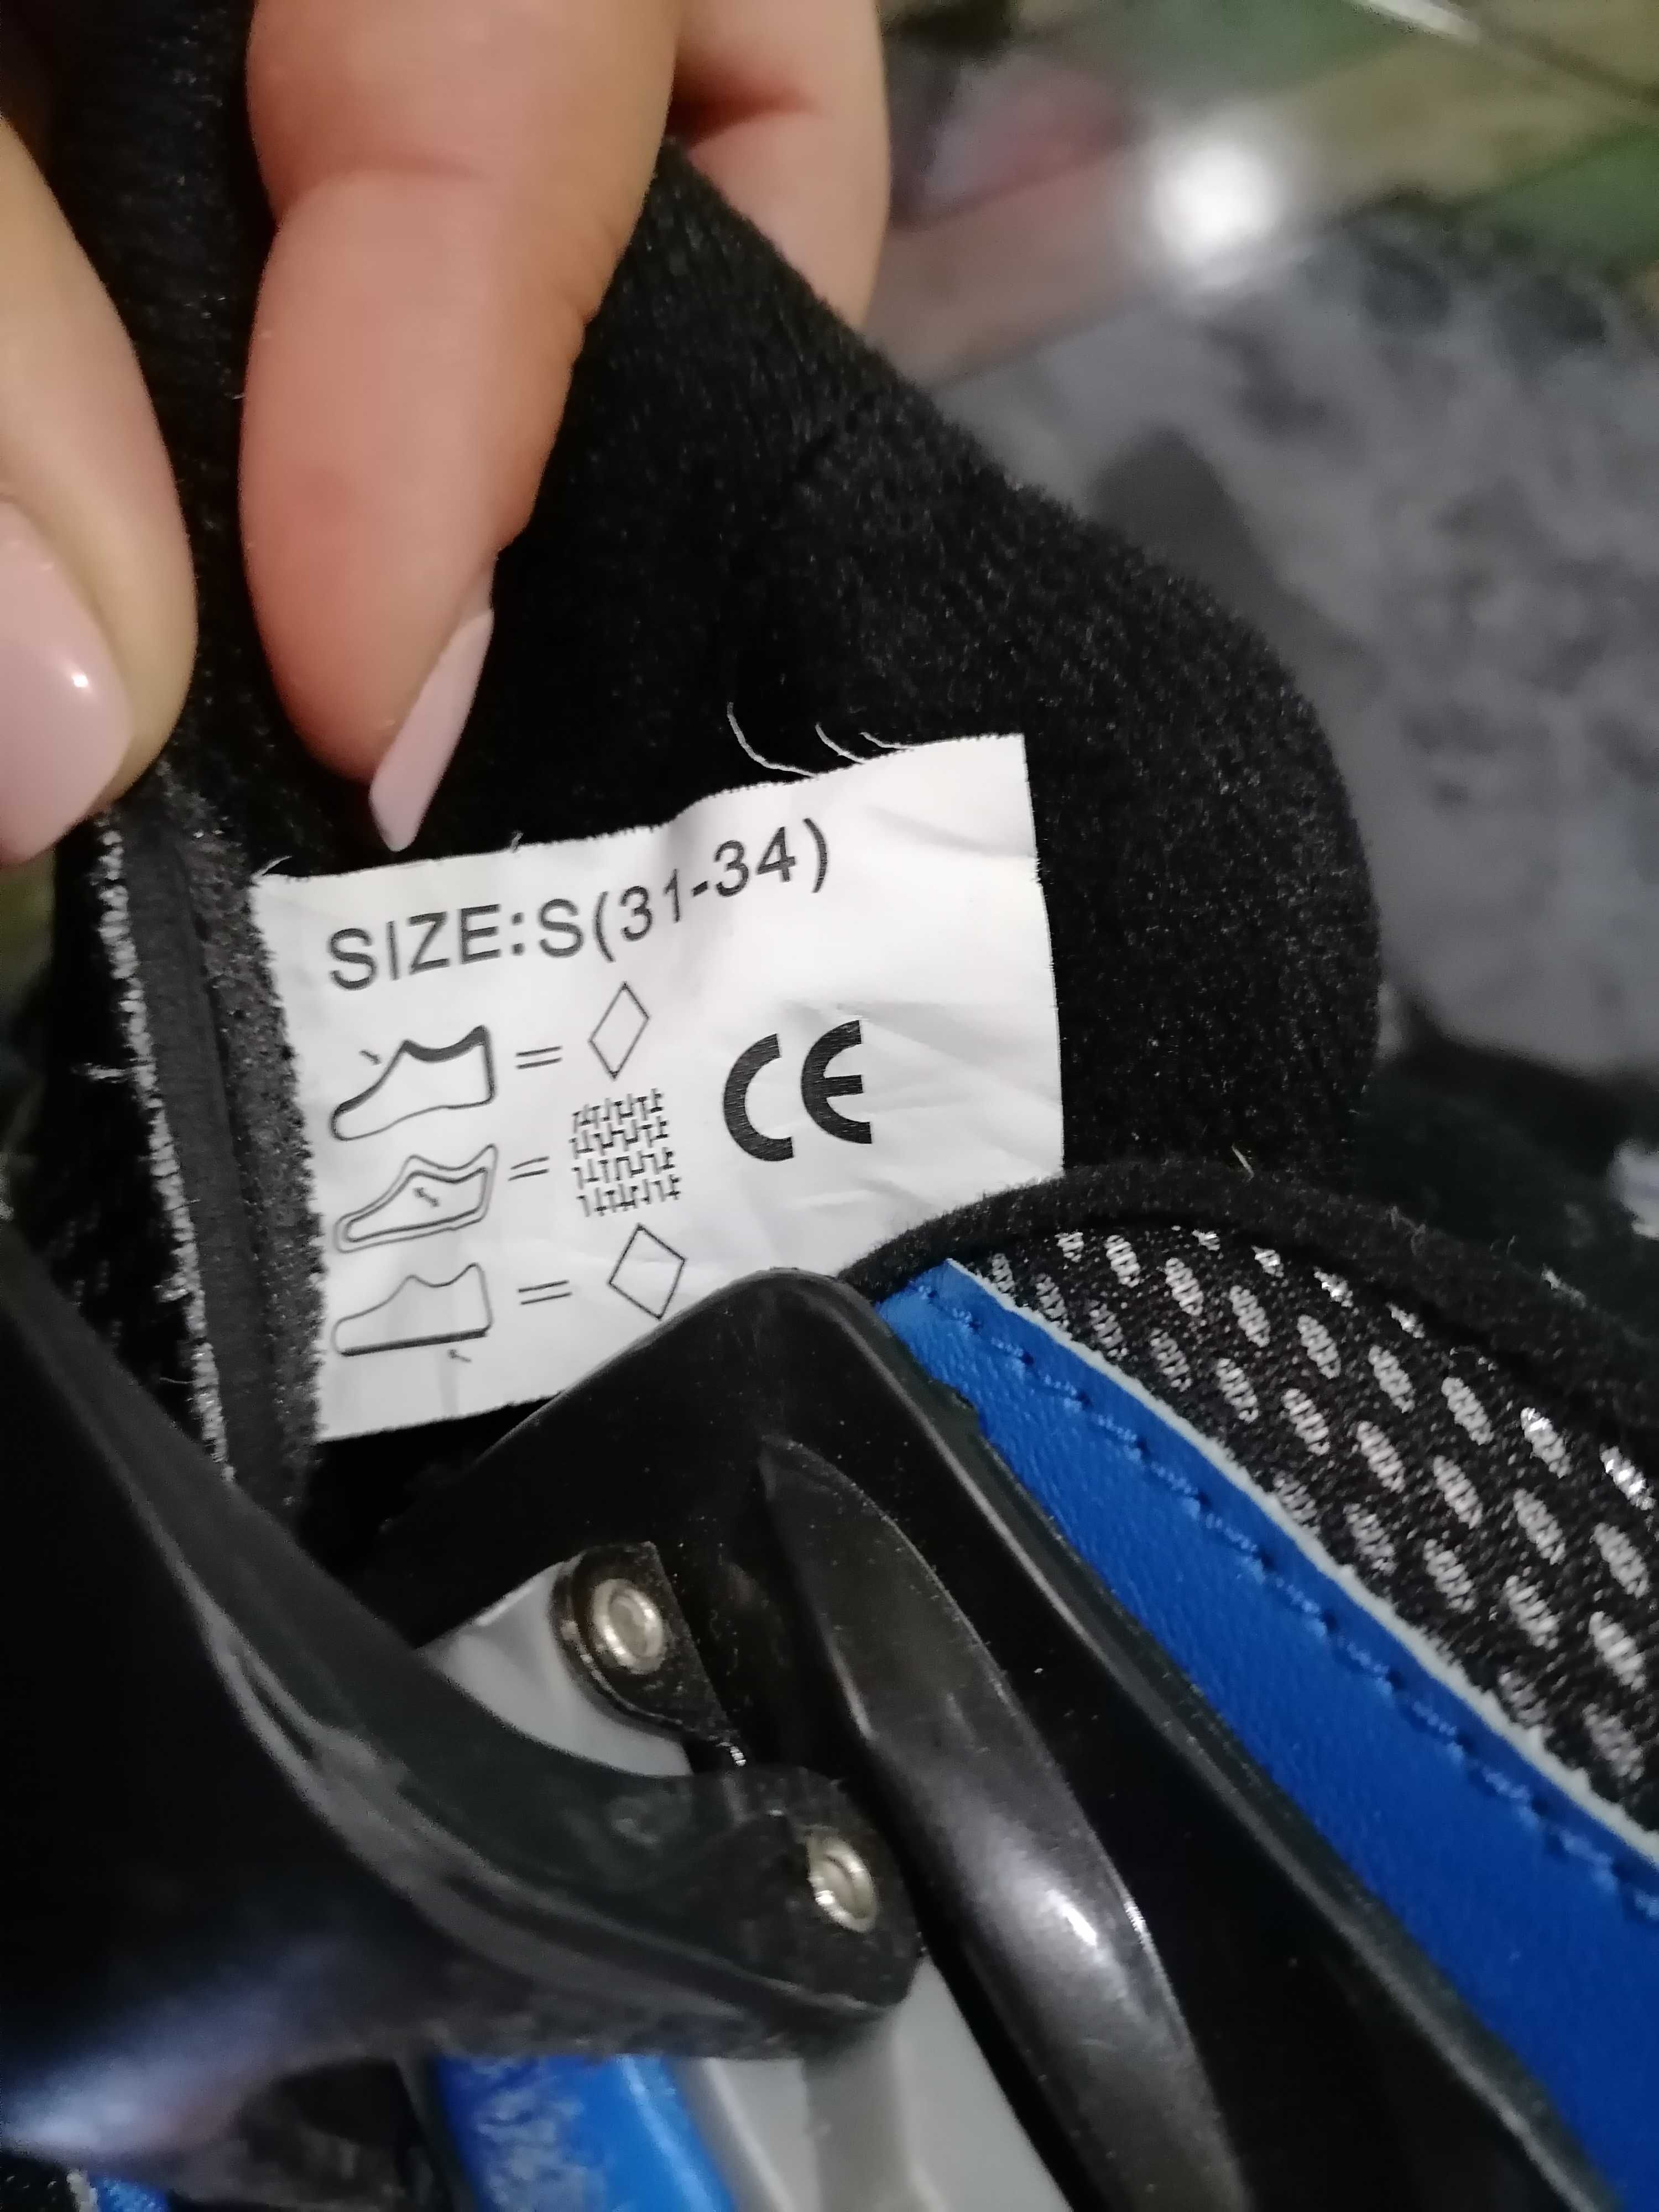 SIZE:S(31-34)
=
CE
=
=